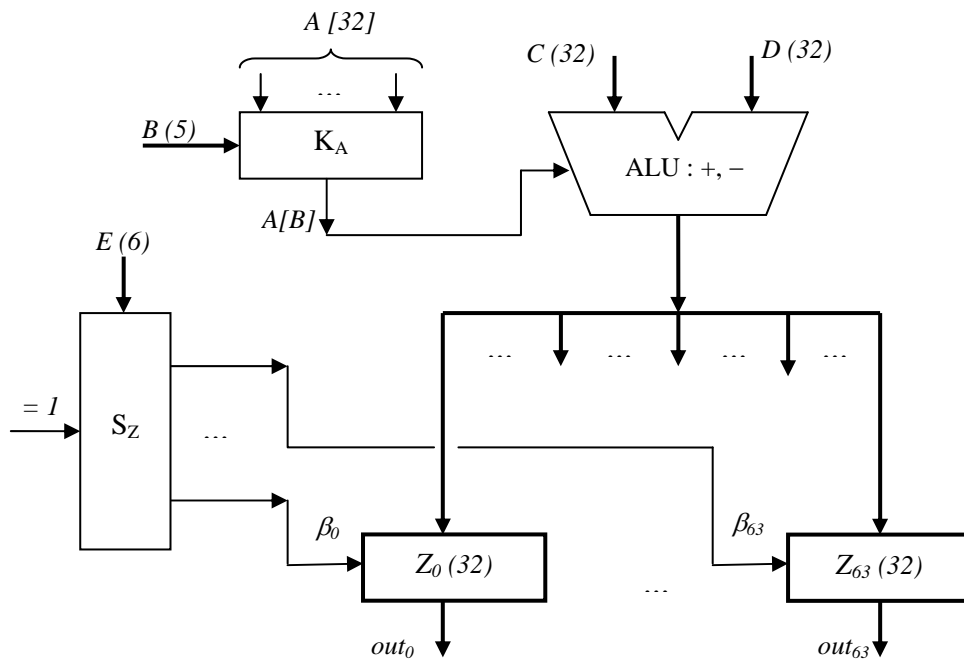 A [32]
C (32)
D (32)
…
B (5)
K_A
ALU : +, −
A[B]
E (6)
… … … …
= 1
S_Z
…
β_0
β_63
Z_0 (32)
Z_63 (32)
…
out_0
out_63